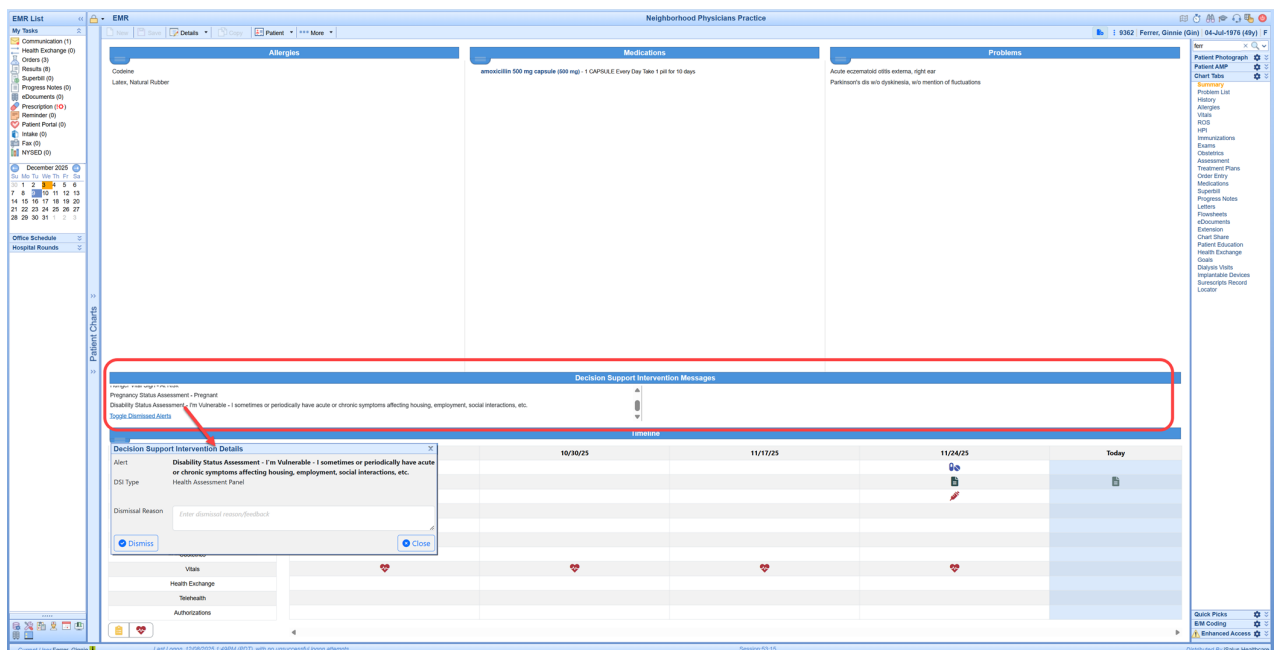 EMR List
EMR
Neighborhood Physicians Practice
My Tasks
New Save Details Copy Patient More
9362 Ferrer, Ginnie (Gin) 04-Jul-1976 (49y) F
Communication (1)
Health Exchange (0)
Orders (3)
Results (8)
Superbill (0)
Progress Notes (0)
eDocuments (0)
Prescription (!0)
Reminder (0)
Patient Portal (0)
Intake (0)
Fax (0)
NYSED (0)
December 2025
Su Mo Tu We Th Fr Sa
30 1 2 3 4 5 6
7 8 9 10 11 12 13
14 15 16 17 18 19 20
21 22 23 24 25 26 27
28 29 30 31 1 2 3
Office Schedule
Hospital Rounds
Patient Charts
Allergies
Codeine
Latex, Natural Rubber
Medications
amoxicillin 500 mg capsule (500 mg) - 1 CAPSULE Every Day Take 1 pill for 10 days
Problems
Acute eczematoid otitis externa, right ear
Parkinson's dis w/o dyskinesia, w/o mention of fluctuations
Decision Support Intervention Messages
Pregnancy Status Assessment - Pregnant
Disability Status Assessment - I'm Vulnerable - I sometimes or periodically have acute or chronic symptoms affecting housing, employment, social interactions, etc.
Toggle Dismissed Alerts
Timeline
10/30/25 11/17/25 11/24/25 Today
Decision Support Intervention Details
Alert
Disability Status Assessment - I'm Vulnerable - I sometimes or periodically have acute
or chronic symptoms affecting housing, employment, social interactions, etc.
DSI Type
Health Assessment Panel
Dismissal Reason
Enter dismissal reason/feedback
Dismiss
Close
Vitals
Health Exchange
Telehealth
Authorizations
ferr
Patient Photograph
Patient AMP
Chart Tabs
Summary
Problem List
History
Allergies
Vitals
ROS
HPI
Immunizations
Exams
Obstetrics
Assessment
Treatment Plans
Order Entry
Medications
Superbill
Progress Notes
Letters
Flowsheets
eDocuments
Extension
Chart Share
Patient Education
Health Exchange
Goals
Dialysis Visits
Implantable Devices
Surescripts Record
Locator
Quick Picks
E/M Coding
Enhanced Access